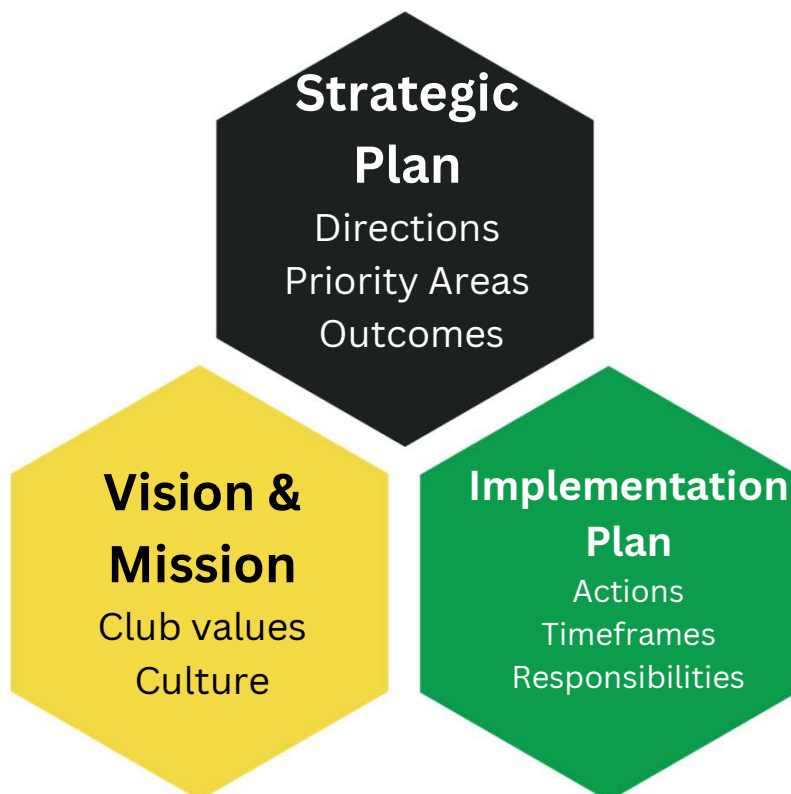 Strategic
Plan
Directions
Priority Areas
Outcomes
Vision &
Mission
Club values
Culture
Implementation
Plan
Actions
Timeframes
Responsibilities